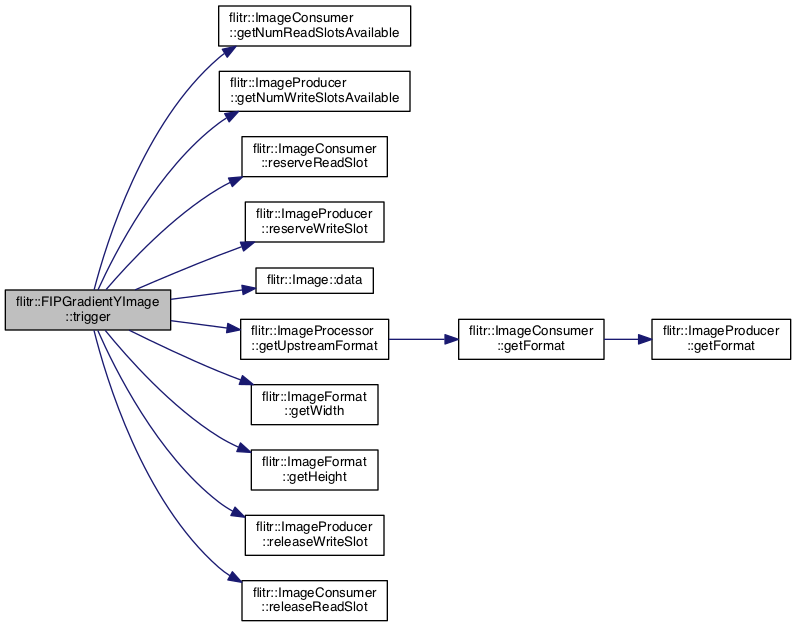 flitr::ImageConsumer
::getNumReadSlotsAvailable
flitr::ImageProducer
::getNumWriteSlotsAvailable
flitr::ImageConsumer
::reserveReadSlot
flitr::ImageProducer
::reserveWriteSlot
flitr::Image::data
flitr::FIPGradientYImage
::trigger
flitr::ImageProcessor
::getUpstreamFormat
flitr::ImageConsumer
::getFormat
flitr::ImageProducer
::getFormat
flitr::ImageFormat
::getWidth
flitr::ImageFormat
::getHeight
flitr::ImageProducer
::releaseWriteSlot
flitr::ImageConsumer
::releaseReadSlot